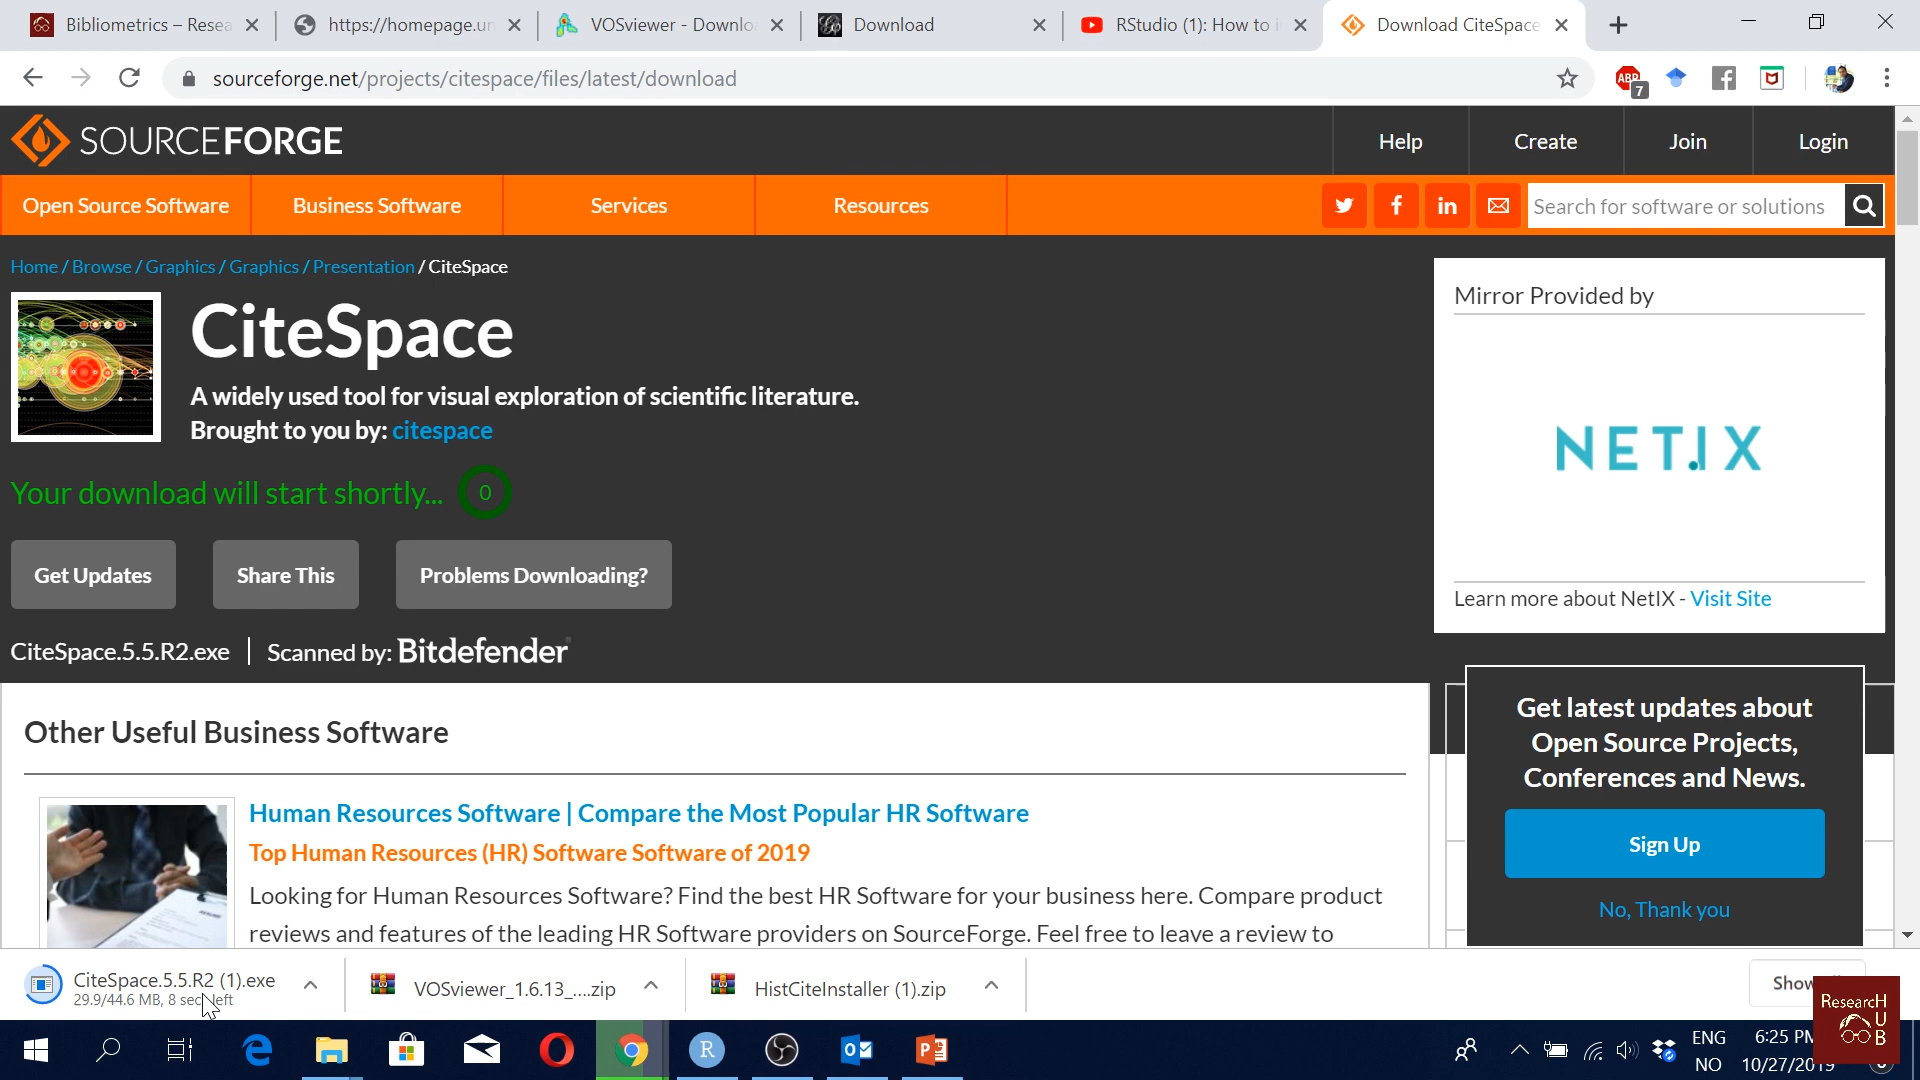 Bibliometrics – Resea
https://homepage.un
VOSviewer - Downlo
Download
RStudio (1): How to i
Download CiteSpace
sourceforge.net/projects/citespace/files/latest/download
ABP
7
SOURCEFORGE
Help
Create
Join
Login
Open Source Software
Business Software
Services
Resources
Search for software or solutions
Home / Browse / Graphics / Graphics / Presentation / CiteSpace
CiteSpace
A widely used tool for visual exploration of scientific literature.
Brought to you by: citespace
Your download will start shortly... 0
Get Updates
Share This
Problems Downloading?
CiteSpace.5.5.R2.exe
Scanned by: Bitdefender
Mirror Provided by
NETIX
Learn more about NetIX - Visit Site
Other Useful Business Software
Human Resources Software | Compare the Most Popular HR Software
Top Human Resources (HR) Software Software of 2019
Looking for Human Resources Software? Find the best HR Software for your business here. Compare product
reviews and features of the leading HR Software providers on SourceForge. Feel free to leave a review to
Get latest updates about
Open Source Projects,
Conferences and News.
Sign Up
No, Thank you
CiteSpace.5.5.R2 (1).exe
29.9/44.6 MB, 8 sec left
VOSviewer_1.6.13_....zip
HistCiteInstaller (1).zip
Show
ResearcH
U
B
ENG
NO
6:25 PM
10/27/2019